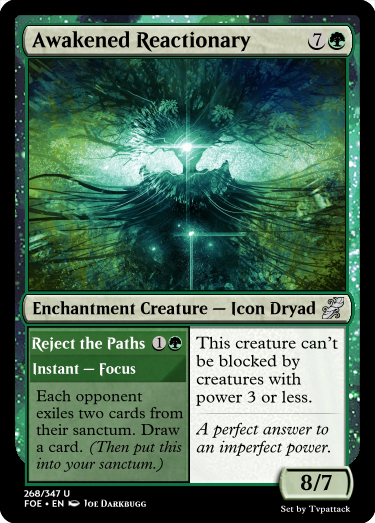 Awakened Reactionary 7
Enchantment Creature — Icon Dryad
Reject the Paths 1
Instant — Focus
Each opponent
exiles two cards from
their sanctum. Draw
a card. (Then put this
into your sanctum.)
This creature can't
be blocked by
creatures with
power 3 or less.
A perfect answer to
an imperfect power.
8/7
268/347 U
FOE • EN Joe Darkbugg
Set by Tvpattack